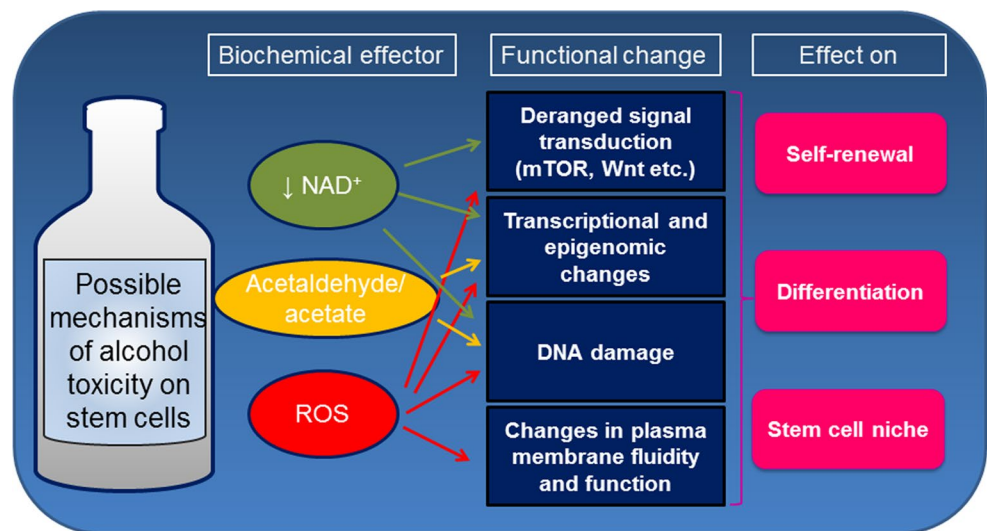 Biochemical effector
Functional change
Effect on
Possible
mechanisms
of alcohol
toxicity on
stem cells
↓ NAD⁺
Acetaldehyde/
acetate
ROS
Deranged signal
transduction
(mTOR, Wnt etc.)
Transcriptional and
epigenomic
changes
DNA damage
Changes in plasma
membrane fluidity
and function
Self-renewal
Differentiation
Stem cell niche